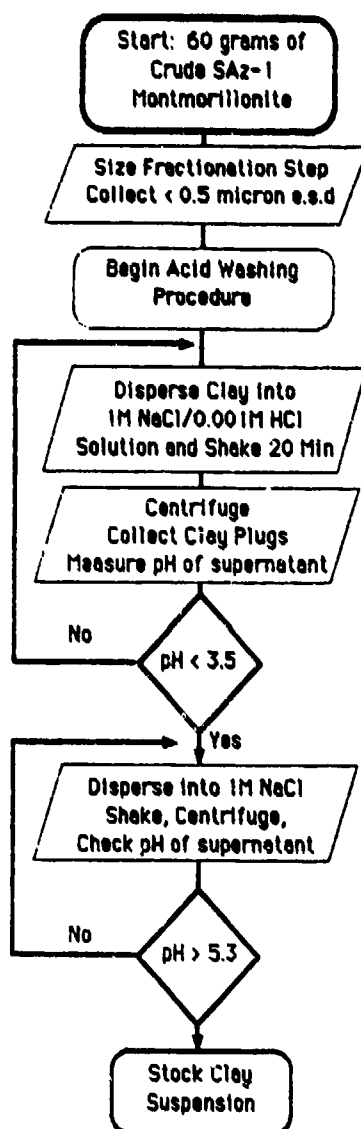 Start: 60 grams of
Crude SAz-1
Montmorillonite
Size Fractionation Step
Collect < 0.5 micron e.s.d
Begin Acid Washing
Procedure
Disperse Clay into
1M NaCl/0.001M HCl
Solution and Shake 20 Min
Centrifuge
Collect Clay Plugs
Measure pH of supernatant
No
pH < 3.5
Yes
Disperse into 1M NaCl
Shake, Centrifuge,
Check pH of supernatant
No
pH > 5.3
Stock Clay
Suspension